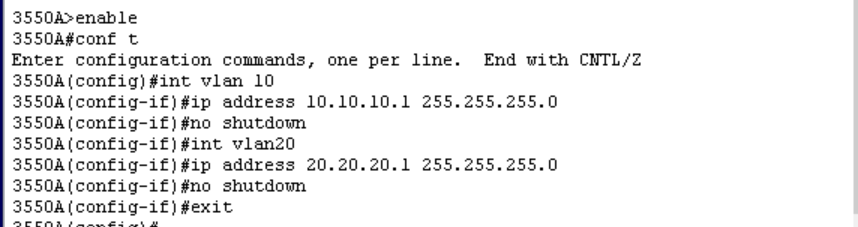 3550A>enable
3550A#conf t
Enter configuration commands, one per line.  End with CNTL/Z
3550A(config)#int vlan 10
3550A(config-if)#ip address 10.10.10.1 255.255.255.0
3550A(config-if)#no shutdown
3550A(config-if)#int vlan20
3550A(config-if)#ip address 20.20.20.1 255.255.255.0
3550A(config-if)#no shutdown
3550A(config-if)#exit
3550A(config)#